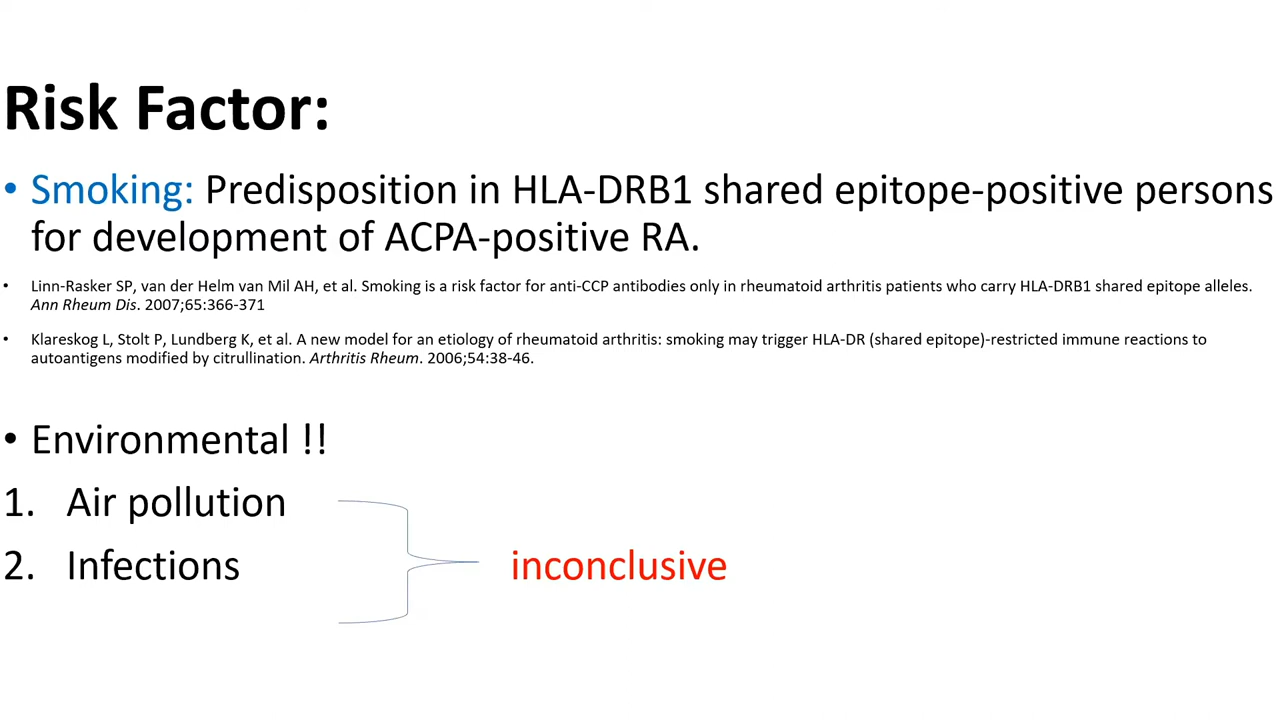 Risk Factor:
• Smoking: Predisposition in HLA-DRB1 shared epitope-positive persons
for development of ACPA-positive RA.
• Linn-Rasker SP, van der Helm van Mil AH, et al. Smoking is a risk factor for anti-CCP antibodies only in rheumatoid arthritis patients who carry HLA-DRB1 shared epitope alleles.
Ann Rheum Dis. 2007;65:366-371
• Klareskog L, Stolt P, Lundberg K, et al. A new model for an etiology of rheumatoid arthritis: smoking may trigger HLA-DR (shared epitope)-restricted immune reactions to
autoantigens modified by citrullination. Arthritis Rheum. 2006;54:38-46.
• Environmental !!
1. Air pollution
2. Infections
inconclusive